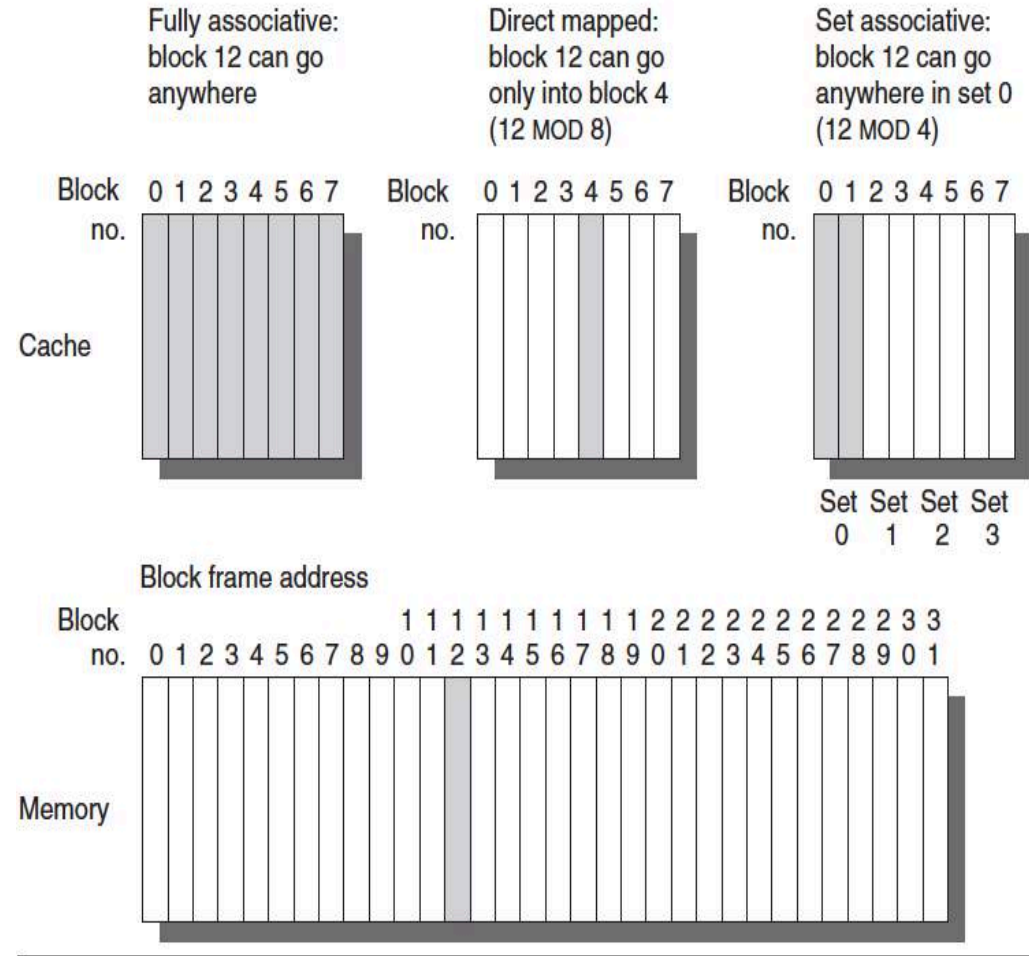 Fully associative:
block 12 can go
anywhere
Direct mapped:
block 12 can go
only into block 4
(12 MOD 8)
Set associative:
block 12 can go
anywhere in set 0
(12 MOD 4)
Block 0 1 2 3 4 5 6 7
no.
Block 0 1 2 3 4 5 6 7
no.
Block 0 1 2 3 4 5 6 7
no.
Cache
Set Set Set Set
0 1 2 3
Block frame address
Block 1 1 1 1 1 1 1 1 1 1 2 2 2 2 2 2 2 2 2 2 3 3
no. 0 1 2 3 4 5 6 7 8 9 0 1 2 3 4 5 6 7 8 9 0 1 2 3 4 5 6 7 8 9 0 1
Memory